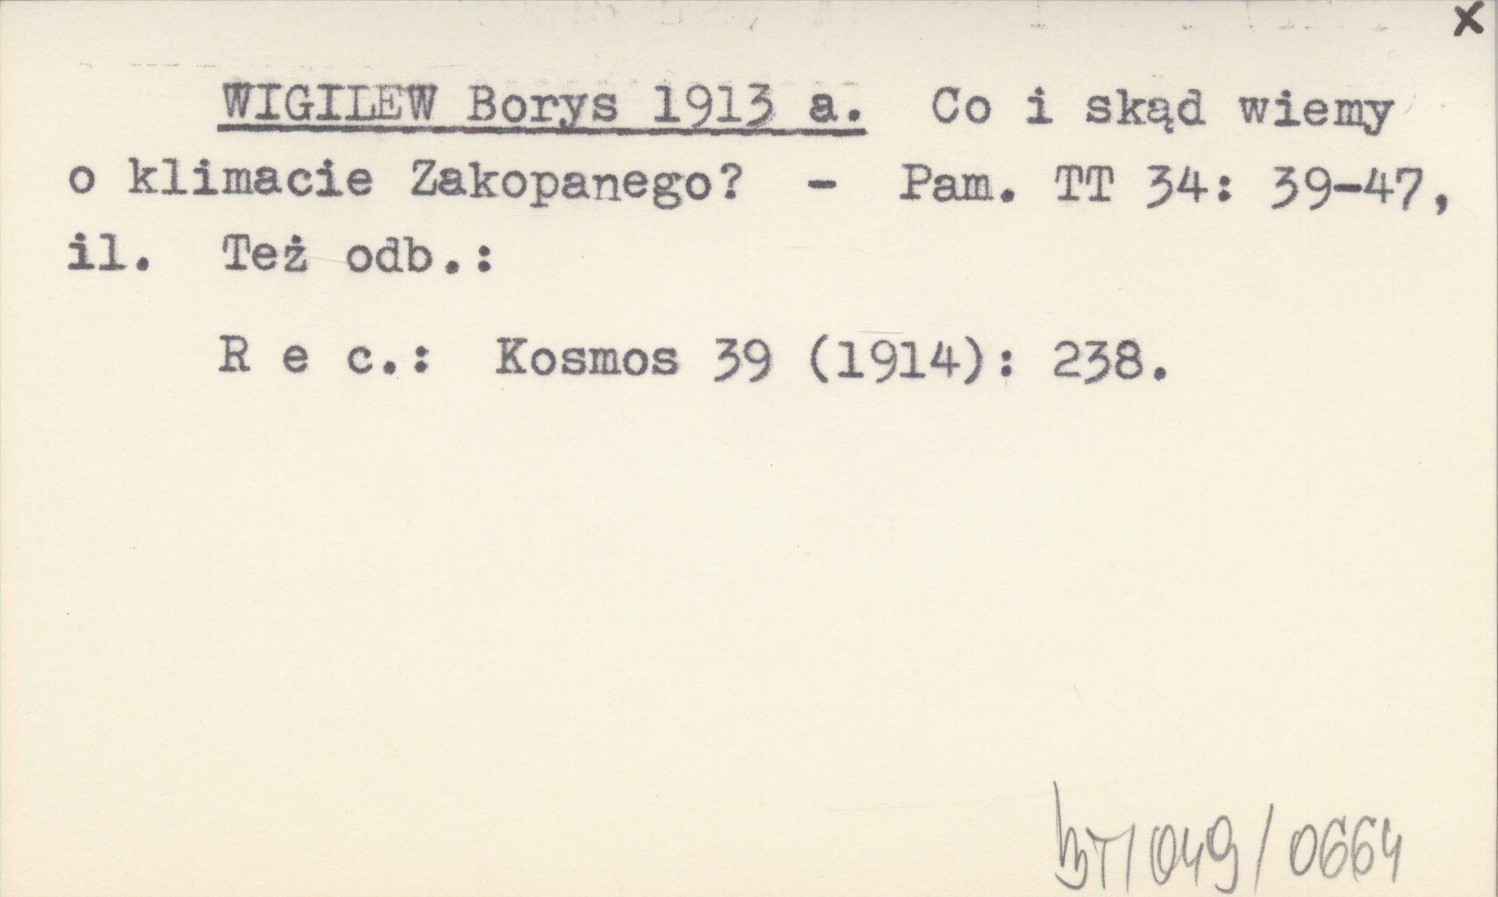 x
WIGILEW Borys 1913 a. Co i skąd wiemy
o klimacie Zakopanego? - Pam. TT 34: 39-47,
il. Też odb.:
R e c.: Kosmos 39 (1914): 238.
BT/049/0664